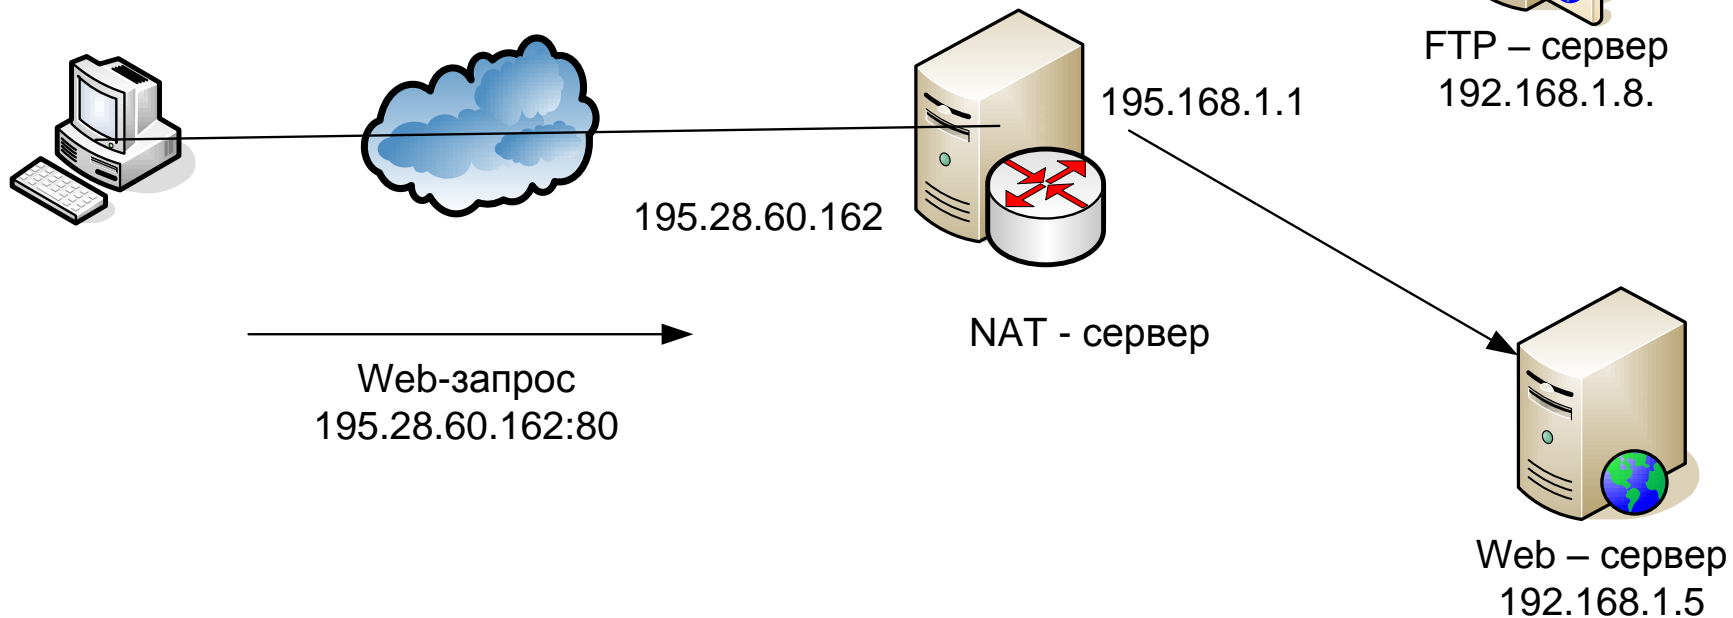 FTP – сервер
192.168.1.8.
195.168.1.1
195.28.60.162
NAT - сервер
Web-запрос
195.28.60.162:80
Web – сервер
192.168.1.5